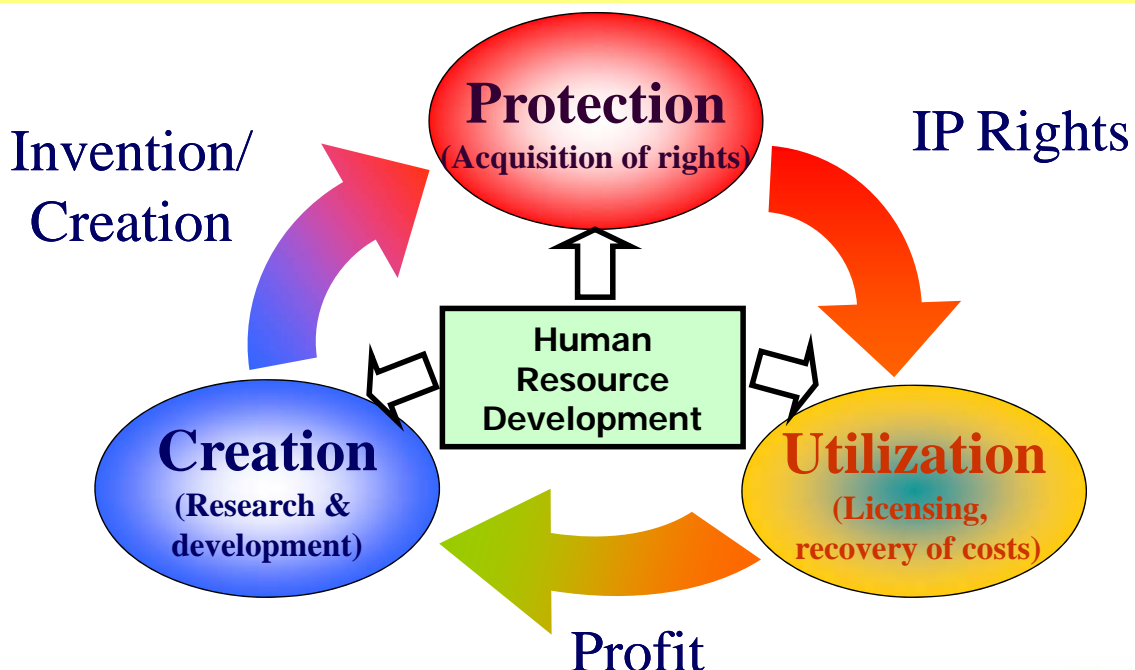 Protection
(Acquisition of rights)
IP Rights
Invention/
Creation
Human
Resource
Development
Creation
(Research &
development)
Utilization
(Licensing,
recovery of costs)
Profit